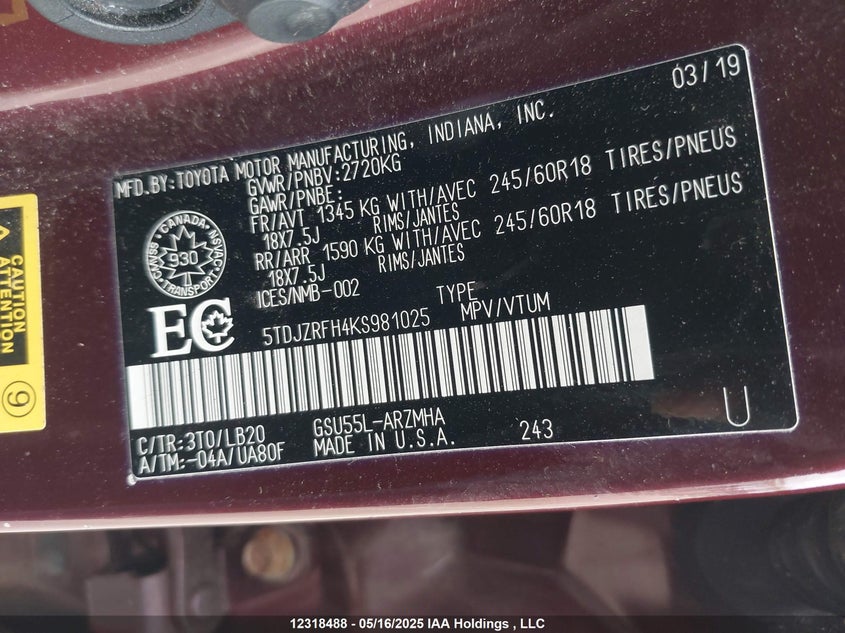 03/19
MFD.BY:TOYOTA MOTOR MANUFACTURING, INDIANA, INC.
GVWR/PNBV:2720KG
GAWR/PNBE:
FR/AVT 1345 KG WITH/AVEC 245/60R18 TIRES/PNEUS
18X7.5J RIMS/JANTES
RR/ARR 1590 KG WITH/AVEC 245/60R18 TIRES/PNEUS
18X7.5J RIMS/JANTES
ICES/NMB-002
CANADA
NSVAC
930
SMVSS
TRANSPORT
EC
TYPE
5TDJZRFH4KS981025 MPV/VTUM
C/TR:3T0/LB20 GSU55L-ARZMHA
A/TM:-04A/UA80F MADE IN U.S.A. 243
U
CAUTION
ATTENTION
9
12318488 - 05/16/2025 IAA Holdings , LLC